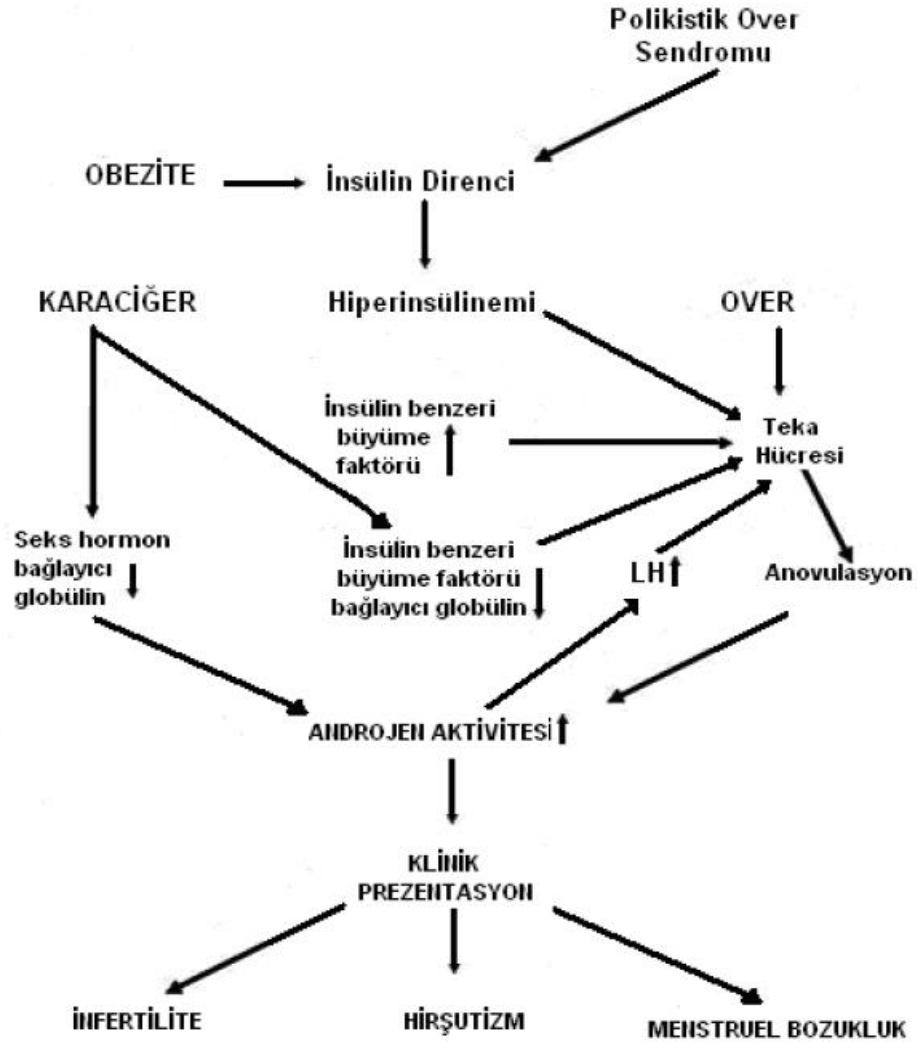 Polikistik Over
Sendromu
OBEZİTE
İnsülin Direnci
KARACİĞER
Hiperinsülinemi
OVER
İnsülin benzeri
büyüme
faktörü
Teka
Hücresi
Seks hormon
bağlayıcı
globülin
İnsülin benzeri
büyüme faktörü
bağlayıcı globülin
LH
Anovulasyon
ANDROJEN AKTİVİTESİ
KLİNİK
PREZENTASYON
İNFERTİLİTE
HİRŞUTİZM
MENSTRUEL BOZUKLUK